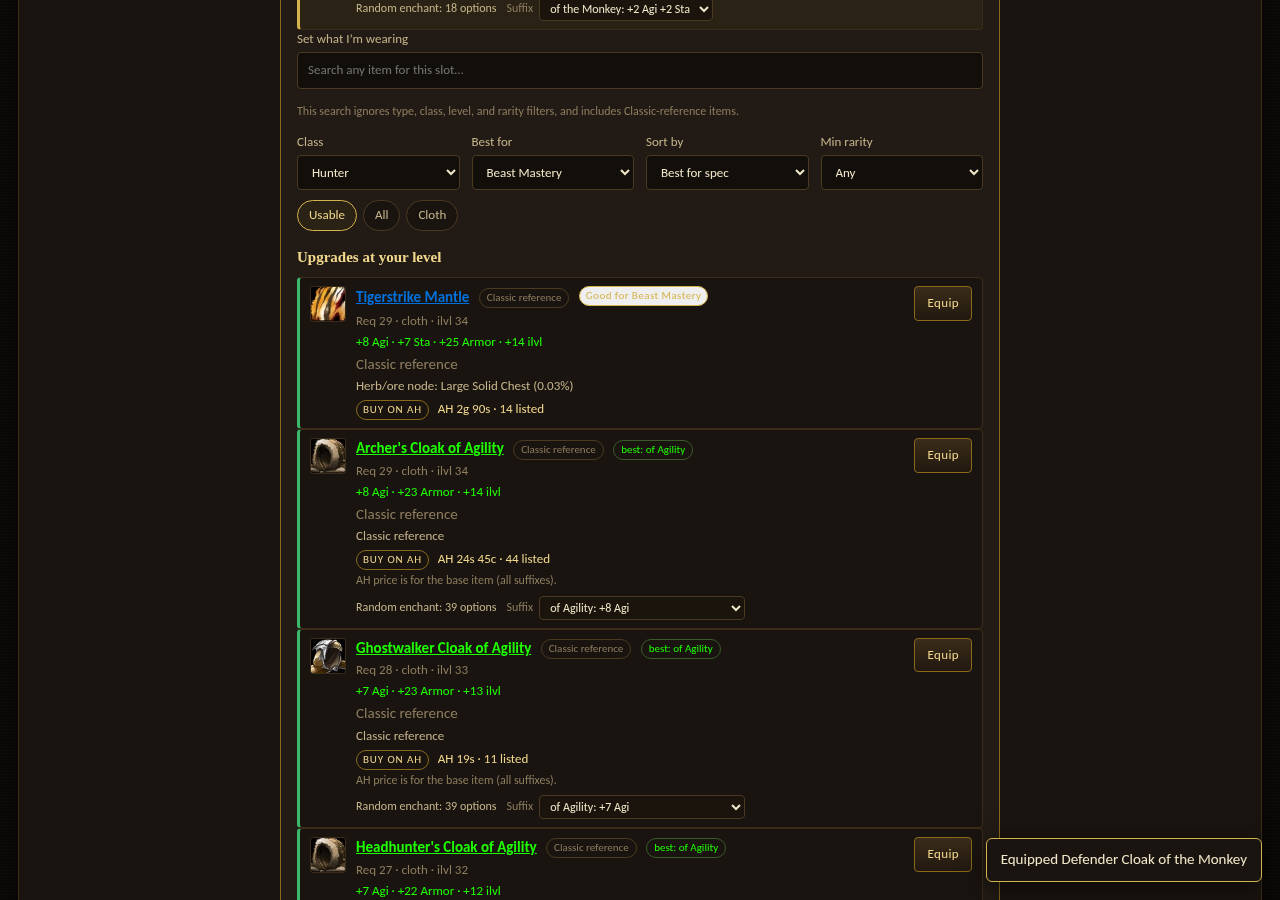 Random enchant: 18 options Suffix of the Monkey: +2 Agi +2 Sta
Set what I'm wearing
Search any item for this slot...
This search ignores type, class, level, and rarity filters, and includes Classic-reference items.
Class Best for Sort by Min rarity
Hunter Beast Mastery Best for spec Any
Usable All Cloth
Upgrades at your level
Tigerstrike Mantle Classic reference Good for Beast Mastery Equip
Req 29 · cloth · ilvl 34
+8 Agi · +7 Sta · +25 Armor · +14 ilvl
Classic reference
Herb/ore node: Large Solid Chest (0.03%)
BUY ON AH AH 2g 90s · 14 listed
Archer's Cloak of Agility Classic reference best: of Agility Equip
Req 29 · cloth · ilvl 34
+8 Agi · +23 Armor · +14 ilvl
Classic reference
Classic reference
BUY ON AH AH 24s 45c · 44 listed
AH price is for the base item (all suffixes).
Random enchant: 39 options Suffix of Agility: +8 Agi
Ghostwalker Cloak of Agility Classic reference best: of Agility Equip
Req 28 · cloth · ilvl 33
+7 Agi · +23 Armor · +13 ilvl
Classic reference
Classic reference
BUY ON AH AH 19s · 11 listed
AH price is for the base item (all suffixes).
Random enchant: 39 options Suffix of Agility: +7 Agi
Headhunter's Cloak of Agility Classic reference best: of Agility Equip
Equipped Defender Cloak of the Monkey
Req 27 · cloth · ilvl 32
+7 Agi · +22 Armor · +12 ilvl